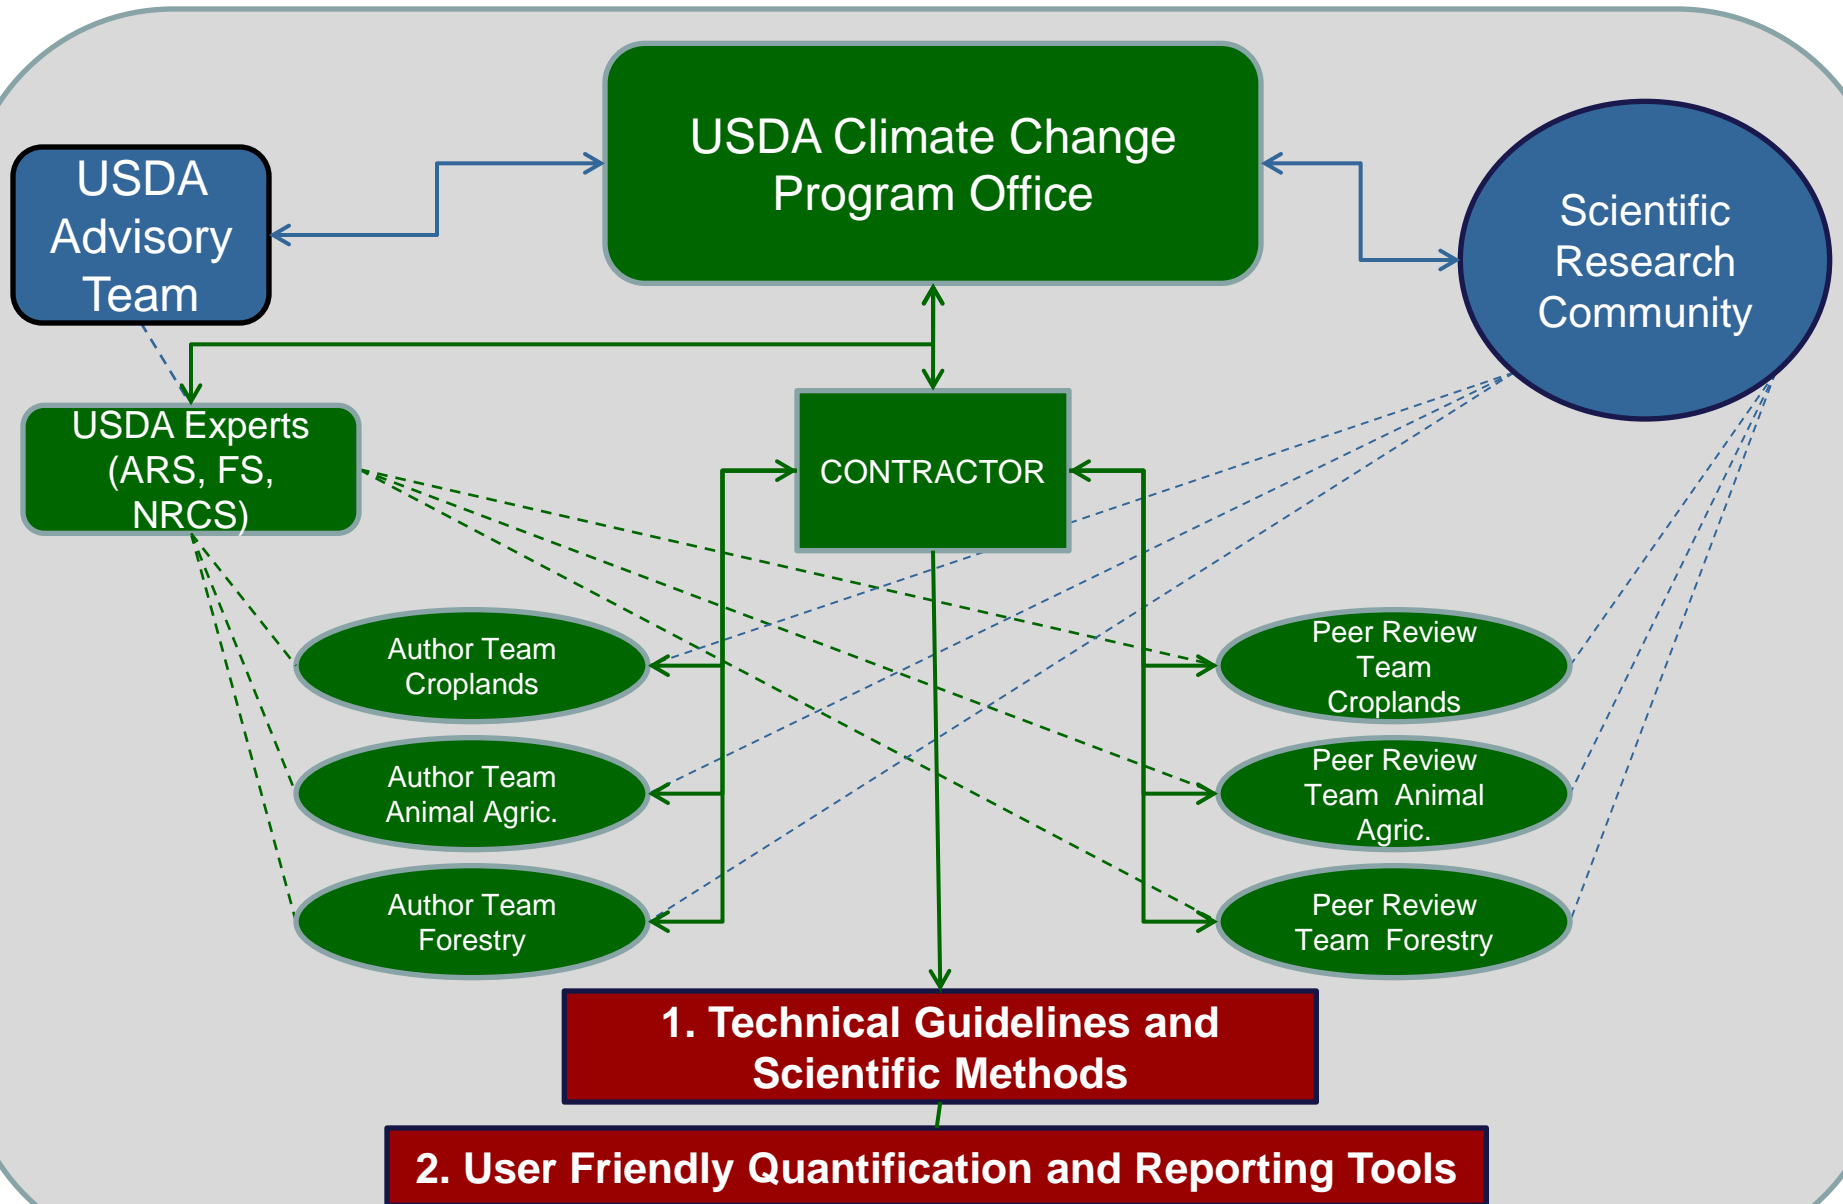 USDA Climate Change
Program Office
USDA
Advisory
Team
Scientific
Research
Community
USDA Experts
(ARS, FS,
NRCS)
CONTRACTOR
Author Team
Croplands
Peer Review
Team
Croplands
Author Team
Animal Agric.
Peer Review
Team Animal
Agric.
Author Team
Forestry
Peer Review
Team Forestry
1. Technical Guidelines and
Scientific Methods
2. User Friendly Quantification and Reporting Tools